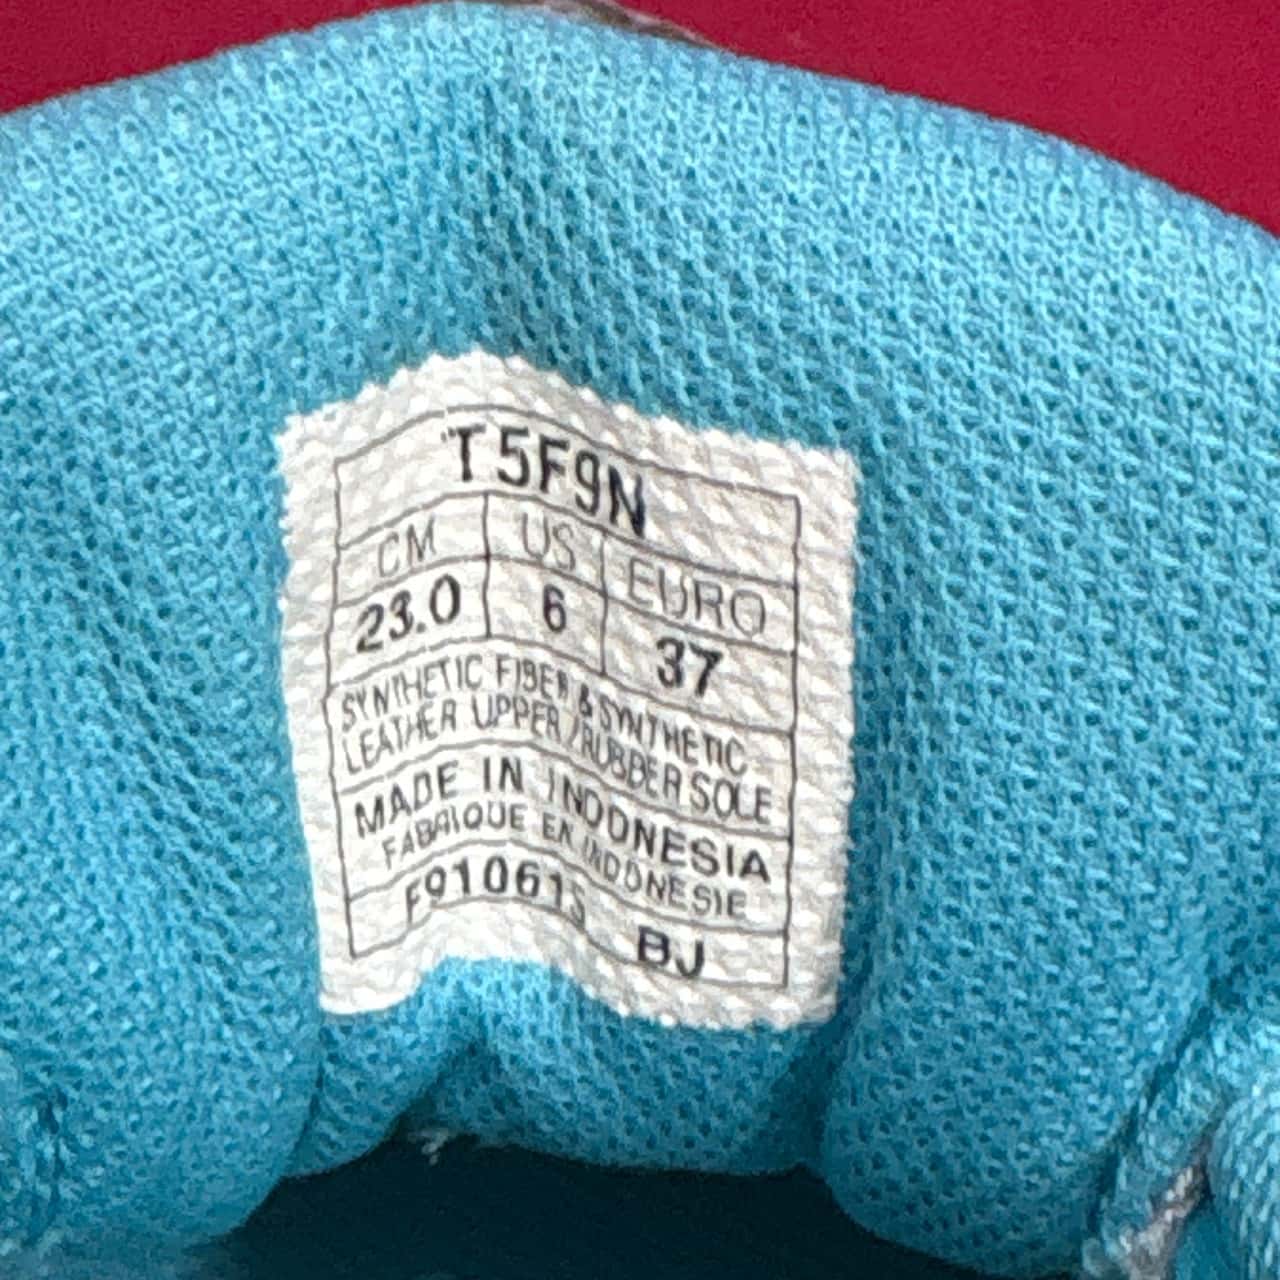 T5F9N
CM US EURO
23.0 6 37
SYNTHETIC FIBER & SYNTHETIC
LEATHER UPPER/RUBBER SOLE
MADE IN INDONESIA
FABRIQUE EN INDONESIE
F910615 BJ